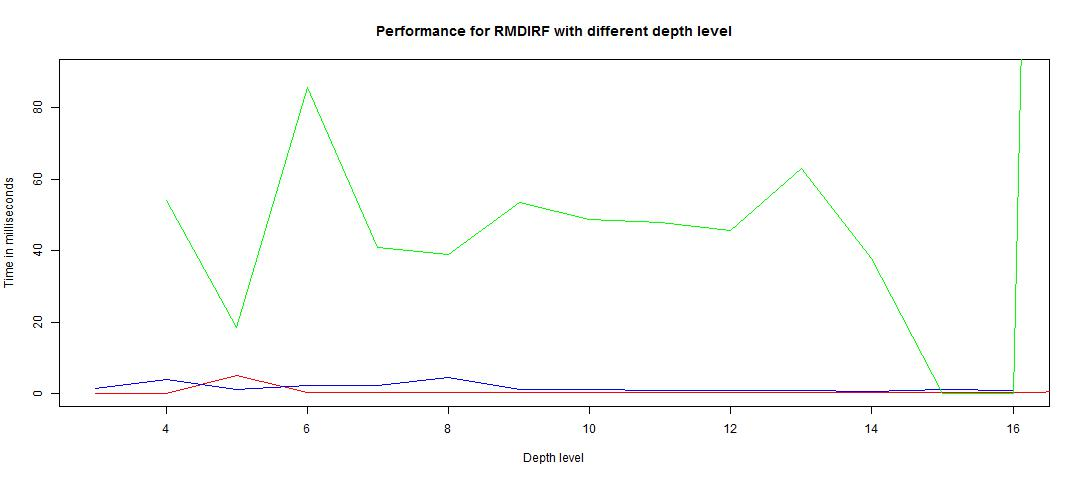 Performance for RMDIRF with different depth level
80
60
40
20
0
Time in milliseconds
4 6 8 10 12 14 16
Depth level